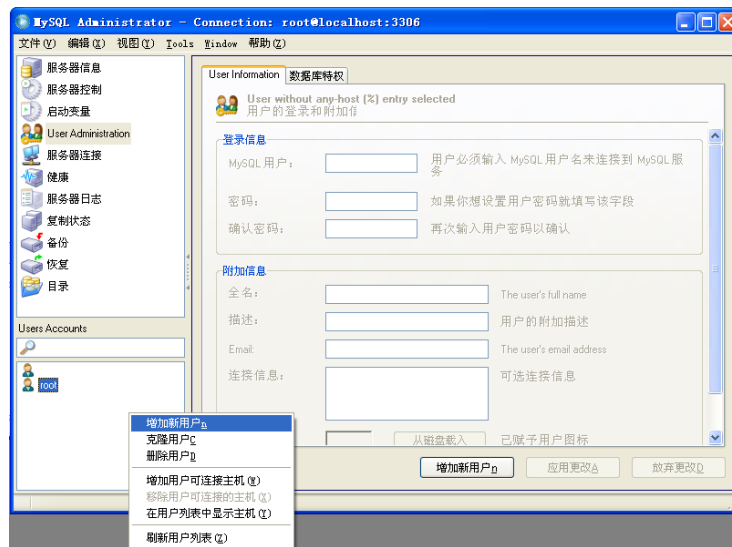 MySQL Administrator - Connection: root@localhost:3306
文件(V) 编辑(X) 视图(Y) Tools Window 帮助(Z)
服务器信息
服务器控制
启动变量
User Administration
服务器连接
健康
服务器日志
复制状态
备份
恢复
目录
Users Accounts
root
User Information 数据库特权
User without any-host (%) entry selected
用户的登录和附加信
登录信息
MySQL 用户:
用户必须输入 MySQL 用户名来连接到 MySQL 服
务
密码:
如果你想设置用户密码就填写该字段
确认密码:
再次输入用户密码以确认
附加信息
全名:
The user's full name
描述:
用户的附加描述
Email:
The user's email address
连接信息:
可选连接信息
从磁盘载入
已赋予用户图标
增加新用户n 应用更改A 放弃更改D
增加新用户n
克隆用户C
删除用户D
增加用户可连接主机(W)
移除用户可连接的主机(X)
在用户列表中显示主机(Y)
刷新用户列表(Z)